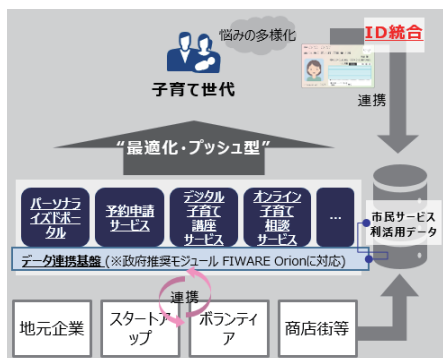 悩みの多様化
ID統合
連携
子育て世代
“最適化・プッシュ型”
パーソナラ
イズドポー
タル
予約申請
サービス
デジタル
子育て
講座
サービス
オンライン
子育て
相談
サービス
…
市民サービス
利活用データ
データ連携基盤 (※政府推奨モジュール FIWARE Orionに対応)
連携
地元企業
スタートア
ップ
ボランティ
ア
商店街等